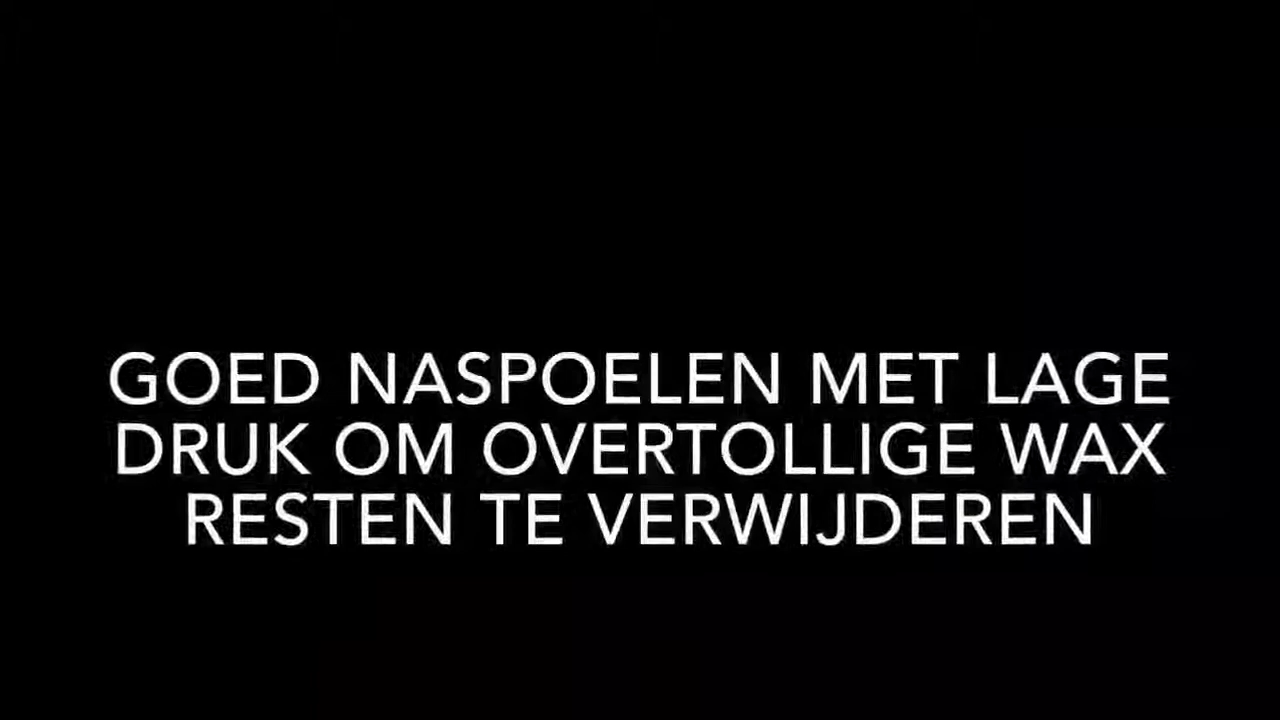 GOED NASPOELEN MET LAGE
DRUK OM OVERTOLLIGE WAX
RESTEN TE VERWIJDEREN